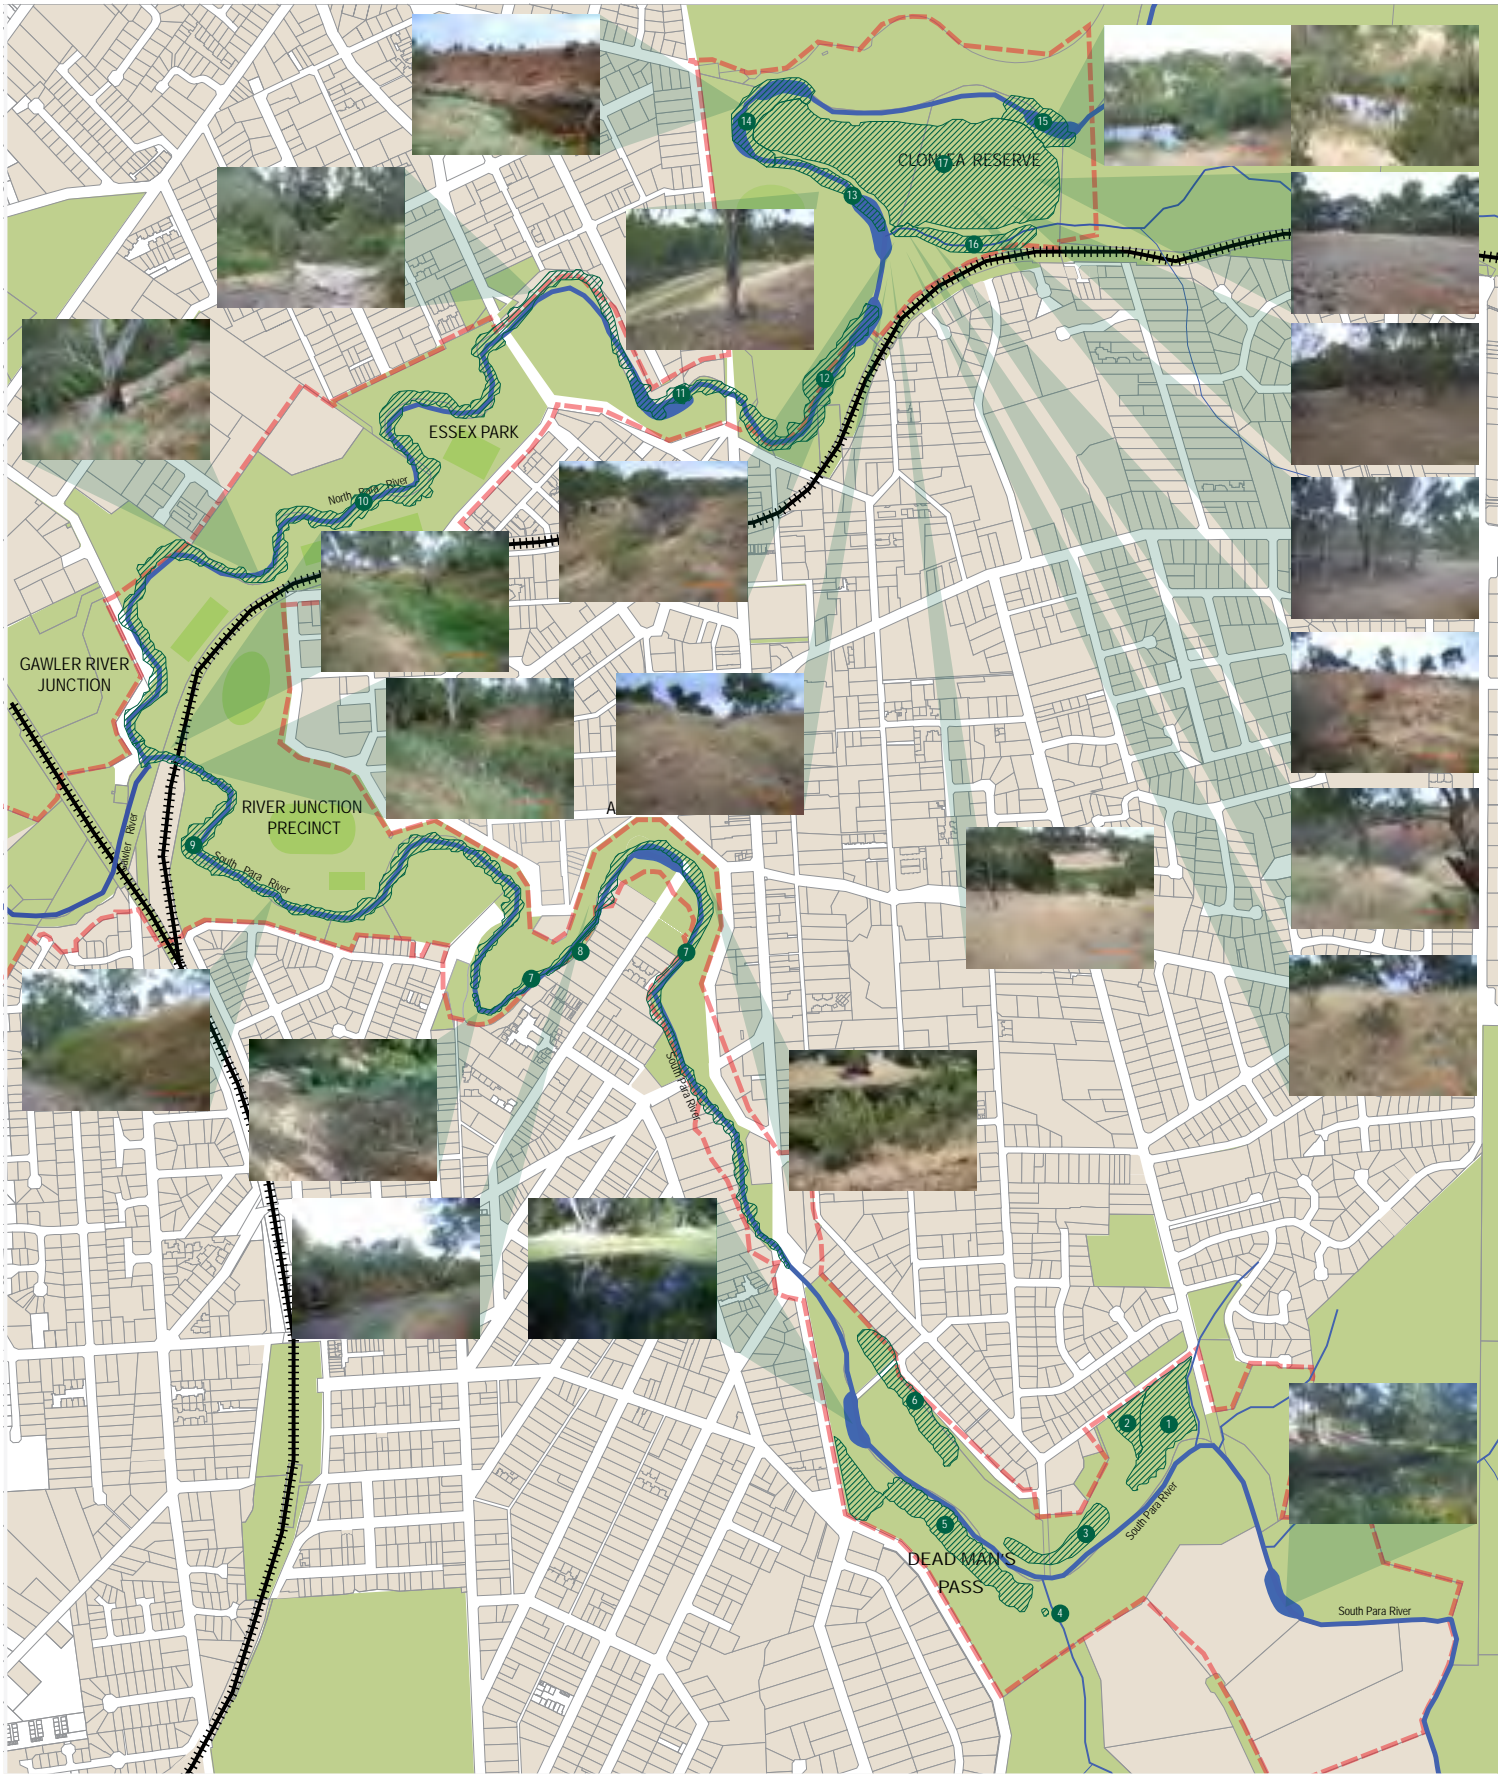 14
15
CLONLEA RESERVE
17
13
16
12
11
ESSEX PARK
North Para River
10
GAWLER RIVER
JUNCTION
RIVER JUNCTION
PRECINCT
A
Gawler River
9
South Para River
8
7
7
South Para River
6
2
1
South Para River
5
3
DEAD MAN'S
PASS
4
South Para River